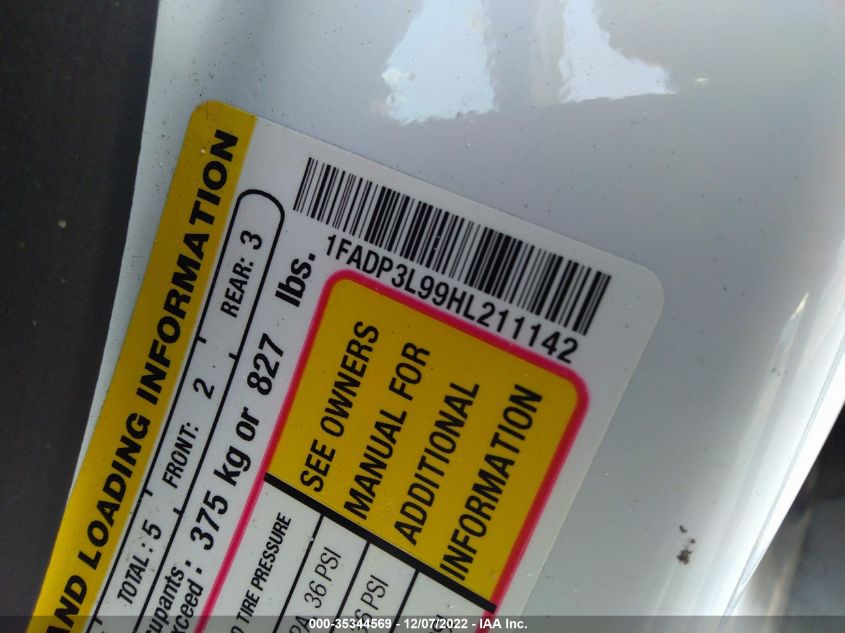 AND LOADING INFORMATION
TOTAL: 5 FRONT: 2 REAR: 3
exceed: 375 kg or 827 lbs.
1FADP3L99HL211142
SEE OWNERS
MANUAL FOR
ADDITIONAL
INFORMATION
TIRE PRESSURE
36 PSI
PSI
000-35344569 - 12/07/2022 - IAA Inc.